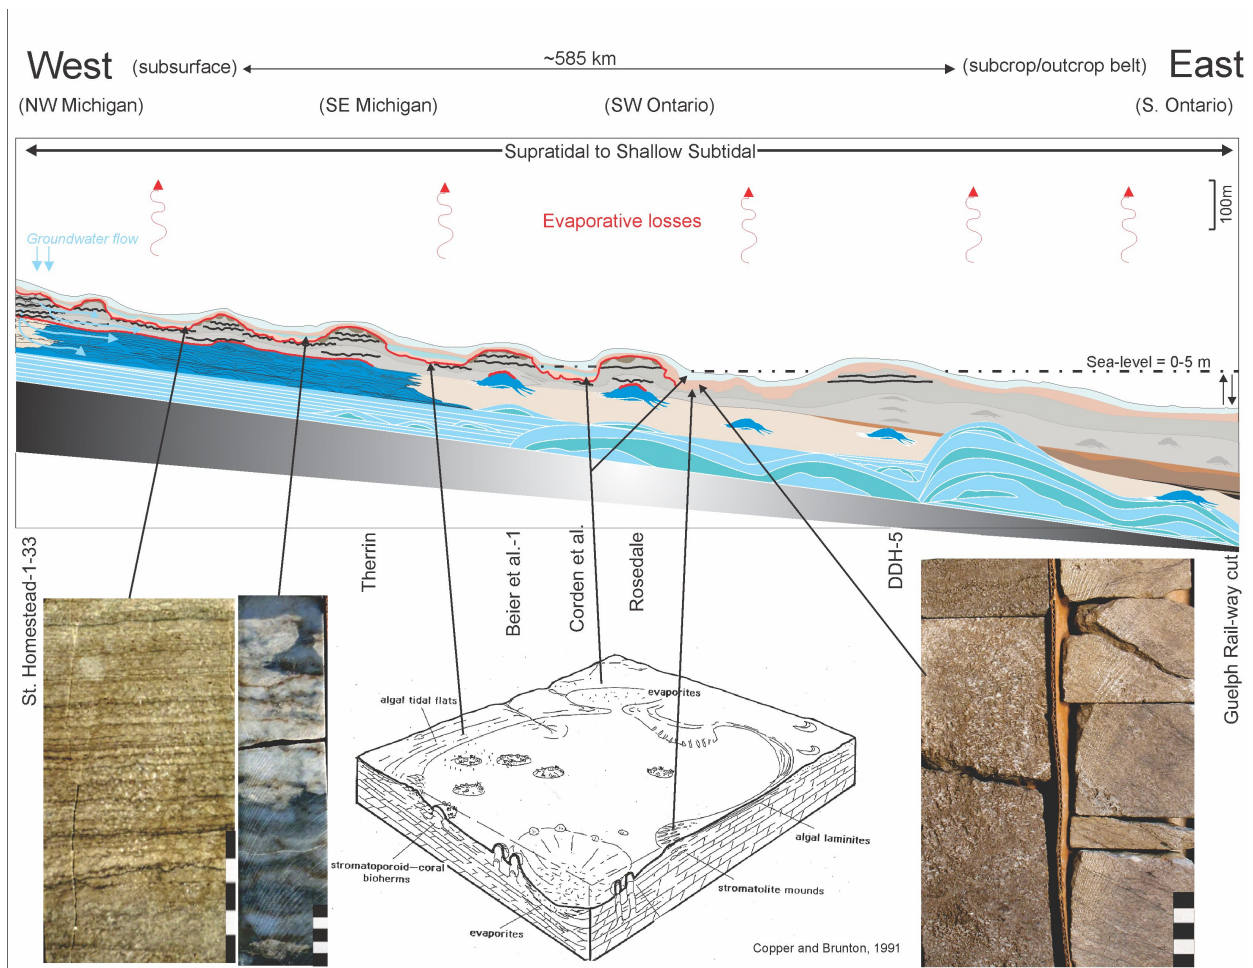 West (subsurface) ~585 km (subcrop/outcrop belt) East
(NW Michigan) (SE Michigan) (SW Ontario) (S. Ontario)
Supratidal to Shallow Subtidal
100m
Evaporative losses
Groundwater flow
Sea-level = 0-5 m
St. Homestead-1-33
Therrin
Beier et al.-1
Corden et al.
Rosedale
DDH-5
Guelph Rail-way cut
evaporites
algal tidal flats
algal laminites
stromatoporoid—coral
bioherms
stromatolite mounds
evaporites
Copper and Brunton, 1991